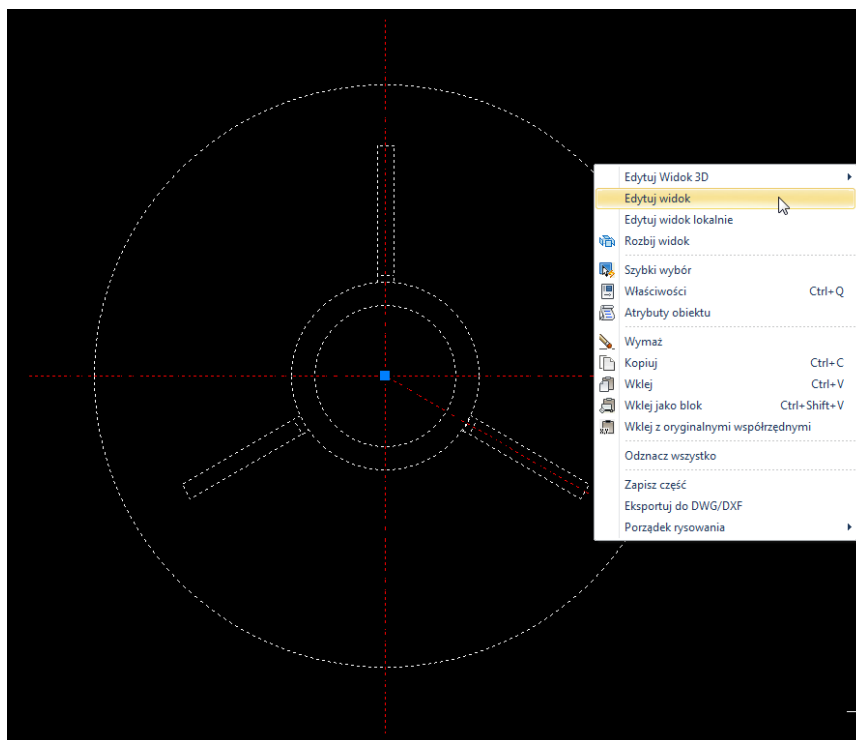 Edytuj Widok 3D
Edytuj widok
Edytuj widok lokalnie
Rozbij widok
Szybki wybór
Właściwości Ctrl+Q
Atrybuty obiektu
Wymaż
Kopiuj Ctrl+C
Wklej Ctrl+V
Wklej jako blok Ctrl+Shift+V
Wklej z oryginalnymi współrzędnymi
Odznacz wszystko
Zapisz część
Eksportuj do DWG/DXF
Porządek rysowania